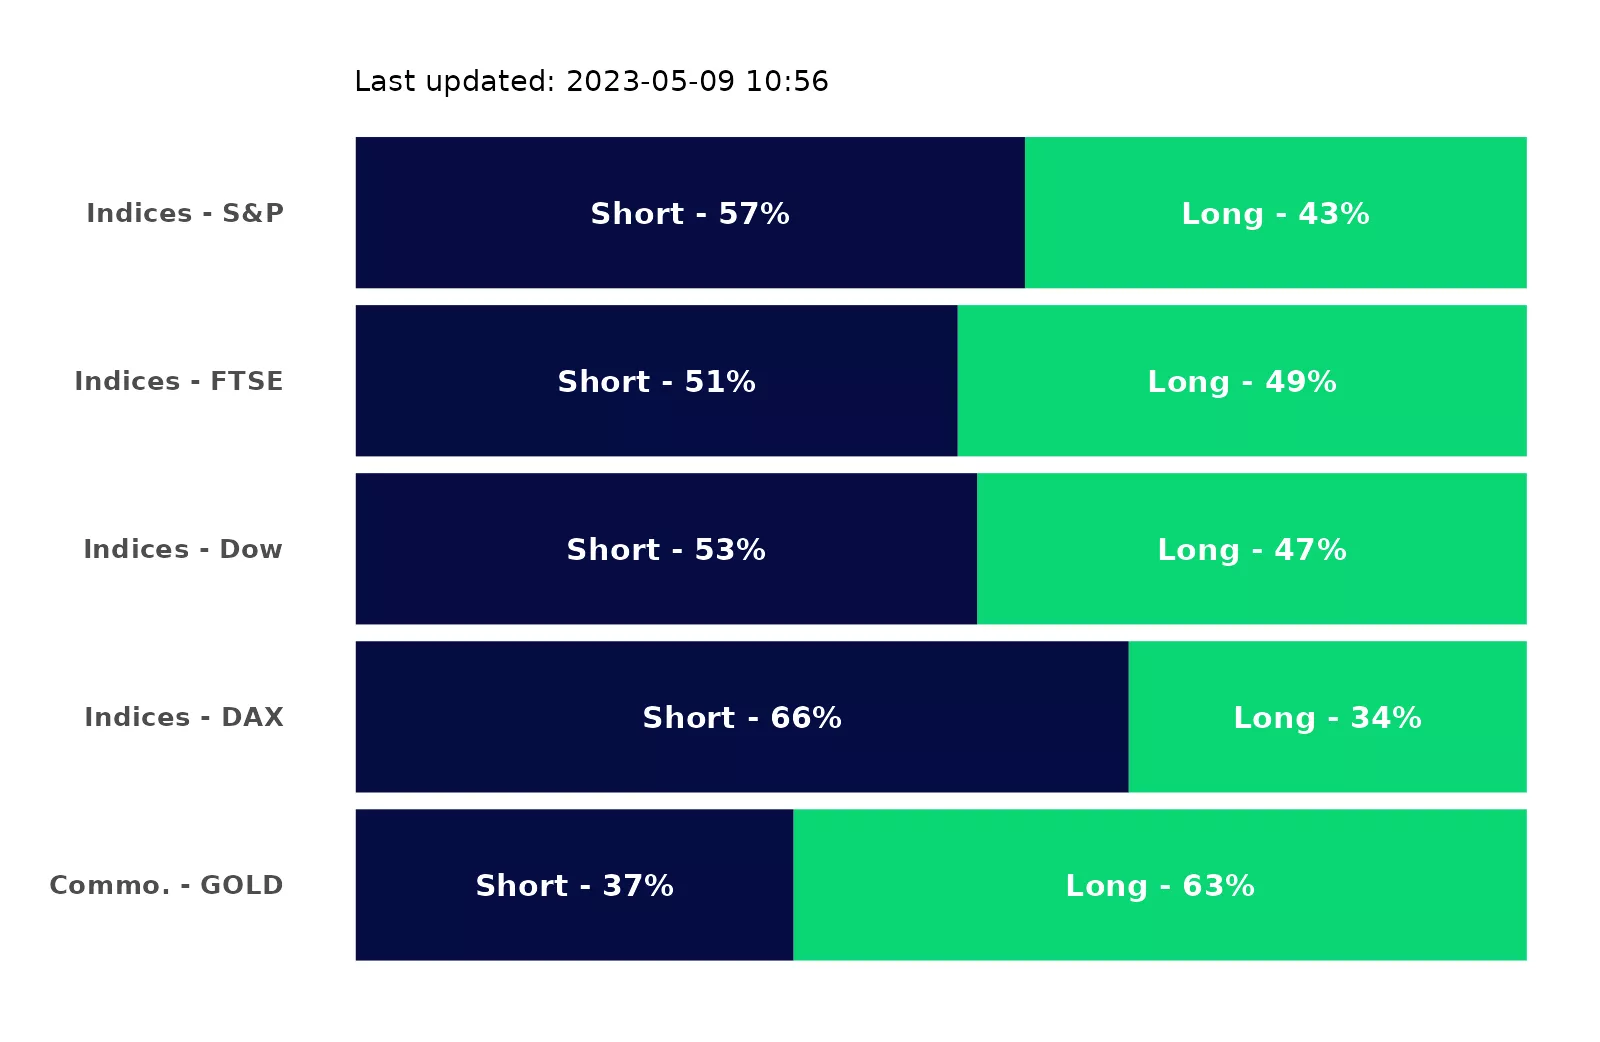 Last updated: 2023-05-09 10:56
Indices - S&P Short - 57% Long - 43%
Indices - FTSE Short - 51% Long - 49%
Indices - Dow Short - 53% Long - 47%
Indices - DAX Short - 66% Long - 34%
Commo. - GOLD Short - 37% Long - 63%